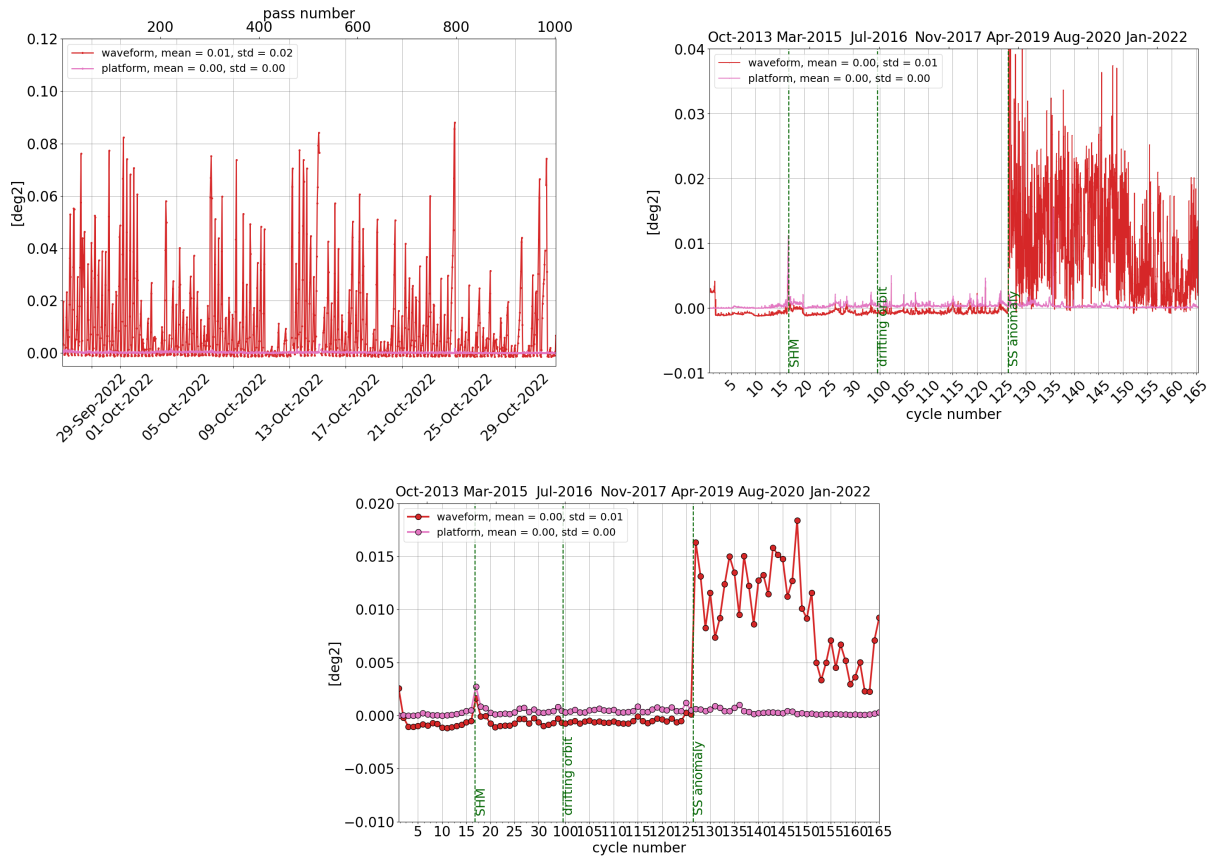 pass number
200 400 600 800 1000
0.12
0.10
0.08
0.06
0.04
0.02
0.00
[deg2]
waveform, mean = 0.01, std = 0.02
platform, mean = 0.00, std = 0.00
29-Sep-2022
01-Oct-2022
05-Oct-2022
09-Oct-2022
13-Oct-2022
17-Oct-2022
21-Oct-2022
25-Oct-2022
29-Oct-2022
Oct-2013 Mar-2015 Jul-2016 Nov-2017 Apr-2019 Aug-2020 Jan-2022
0.04
0.03
0.02
0.01
0.00
−0.01
[deg2]
waveform, mean = 0.00, std = 0.01
platform, mean = 0.00, std = 0.00
SHM
drifting orbit
SS anomaly
5 10 15 20 25 30 100 105 110 115 120 125 130 135 140 145 150 155 160 165
cycle number
Oct-2013 Mar-2015 Jul-2016 Nov-2017 Apr-2019 Aug-2020 Jan-2022
0.020
0.015
0.010
0.005
0.000
−0.005
−0.010
[deg2]
waveform, mean = 0.00, std = 0.01
platform, mean = 0.00, std = 0.00
SHM
drifting orbit
SS anomaly
5 10 15 20 25 30 100 105 110 115 120 125 130 135 140 145 150 155 160 165
cycle number